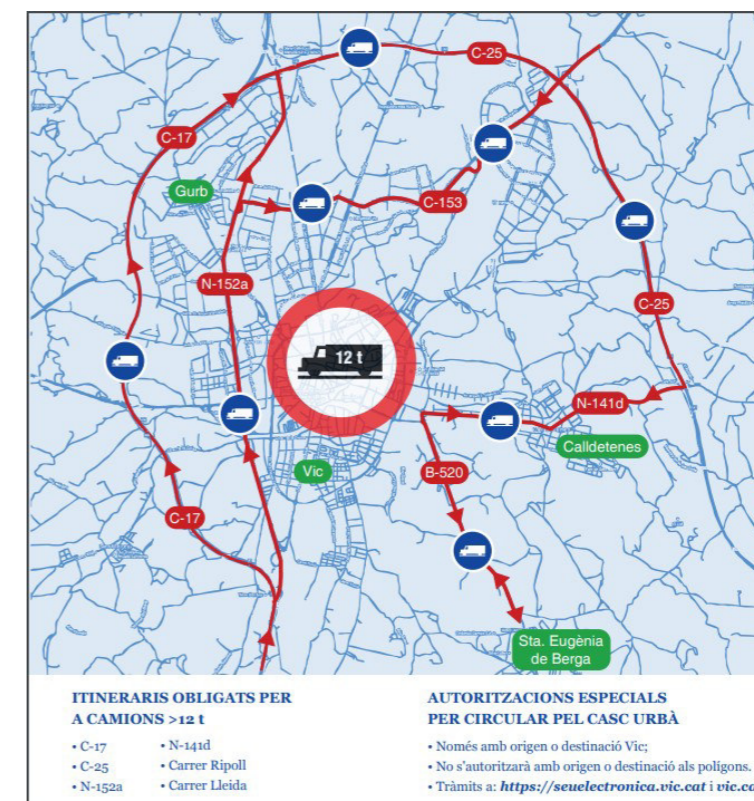 C-25
C-17
Gurb
C-153
N-152a
C-25
12 t
N-141d
Calldetenes
Vic
B-520
C-17
Sta. Eugènia
de Berga
ITINERARIS OBLIGATS PER
A CAMIONS >12 t
• C-17
• C-25
• N-152a
• N-141d
• Carrer Ripoll
• Carrer Lleida
AUTORITZACIONS ESPECIALS
PER CIRCULAR PEL CASC URBÀ
• Només amb origen o destinació Vic;
• No s'autoritzarà amb origen o destinació als polígons.
• Tràmits a: https://seuelectronica.vic.cat i